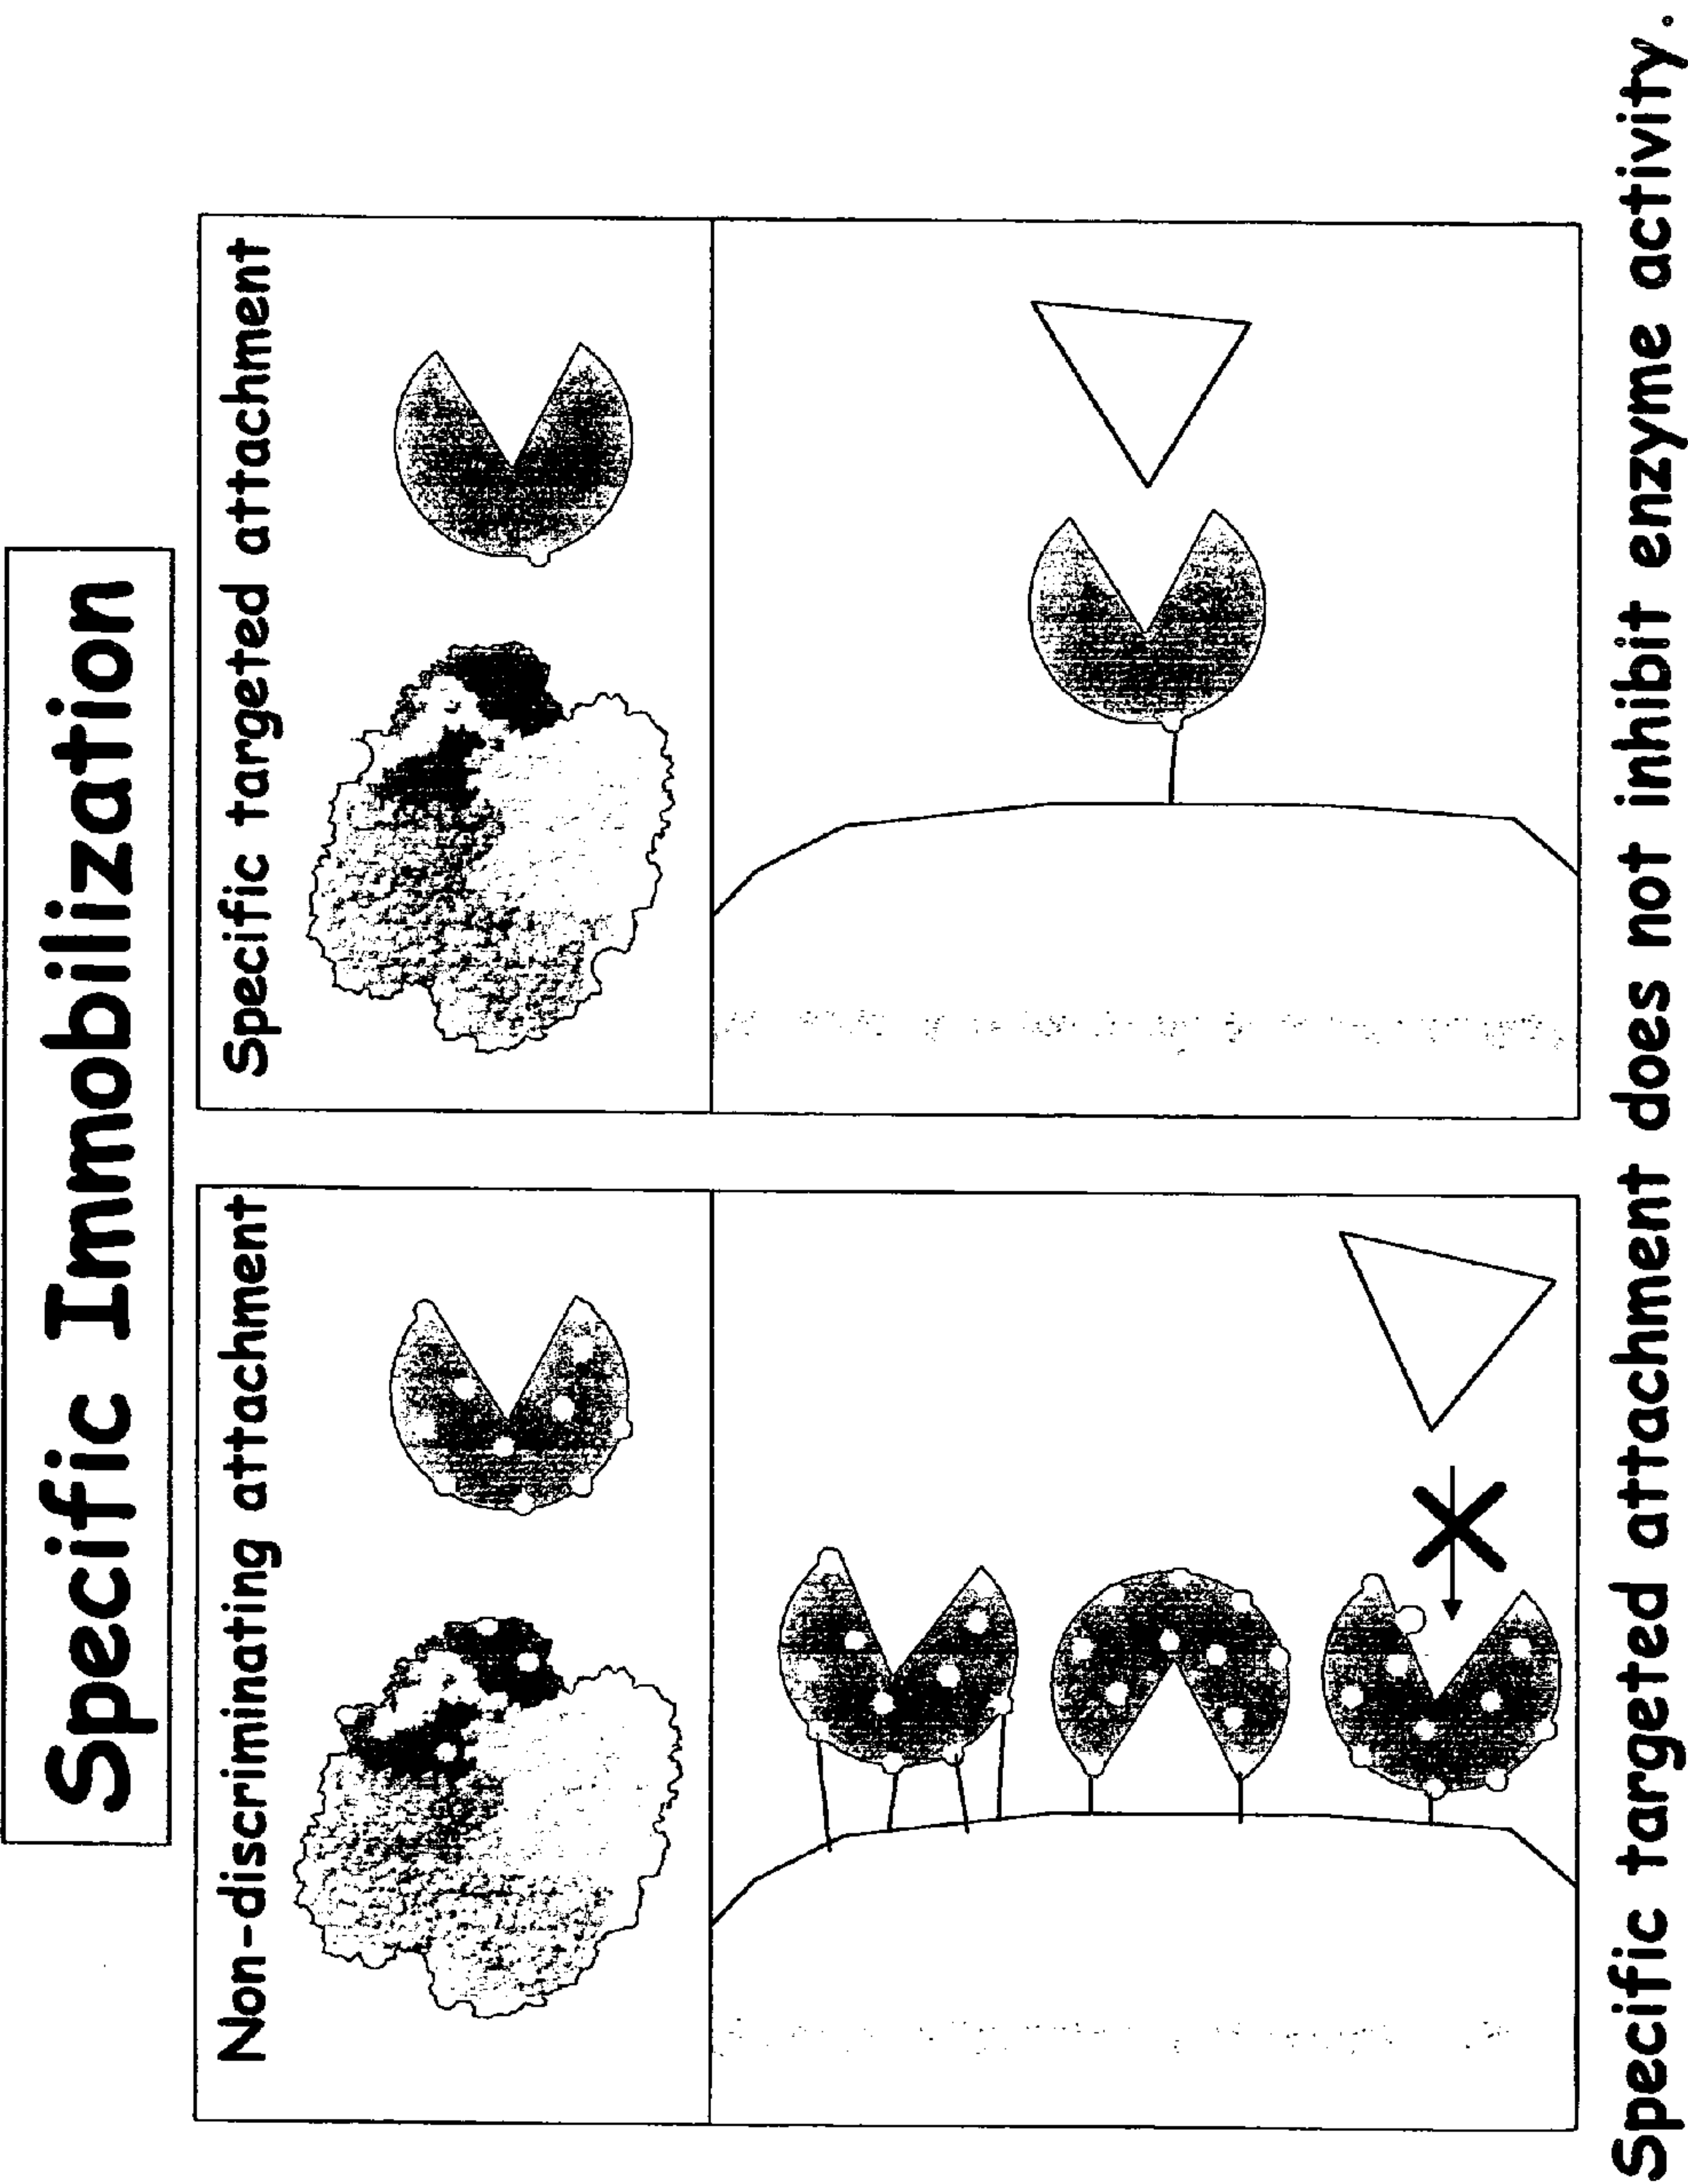 Specific Immobilization
Non-discriminating attachment
Specific targeted attachment
Specific targeted attachment does not inhibit enzyme activity.